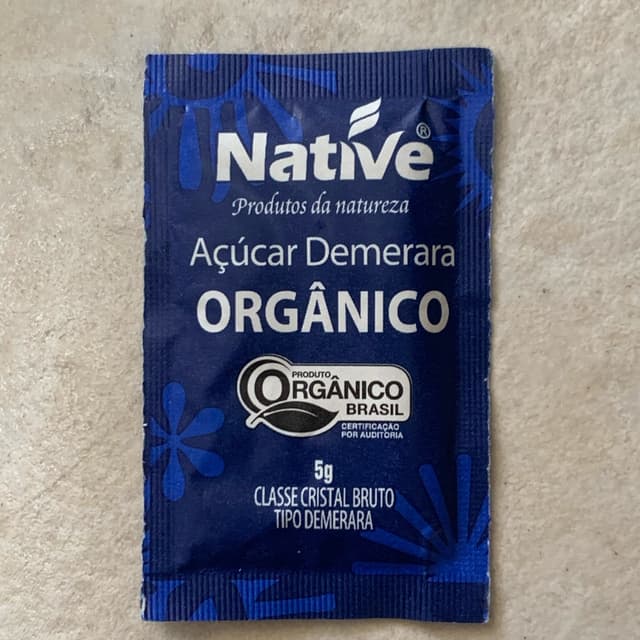 Native®
Produtos da natureza
Açúcar Demerara
ORGÂNICO
PRODUTO
ORGÂNICO
BRASIL
CERTIFICAÇÃO
POR AUDITORIA
5g
CLASSE CRISTAL BRUTO
TIPO DEMERARA